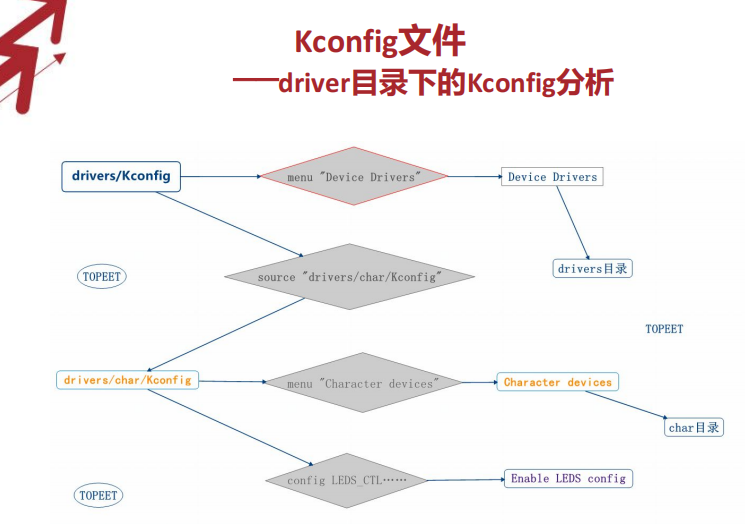 Kconfig文件
——driver目录下的Kconfig分析
drivers/Kconfig
menu "Device Drivers"
Device Drivers
TOPEET
source "drivers/char/Kconfig"
drivers目录
TOPEET
drivers/char/Kconfig
menu "Character devices"
Character devices
char目录
TOPEET
config LEDS_CTL……
Enable LEDS config